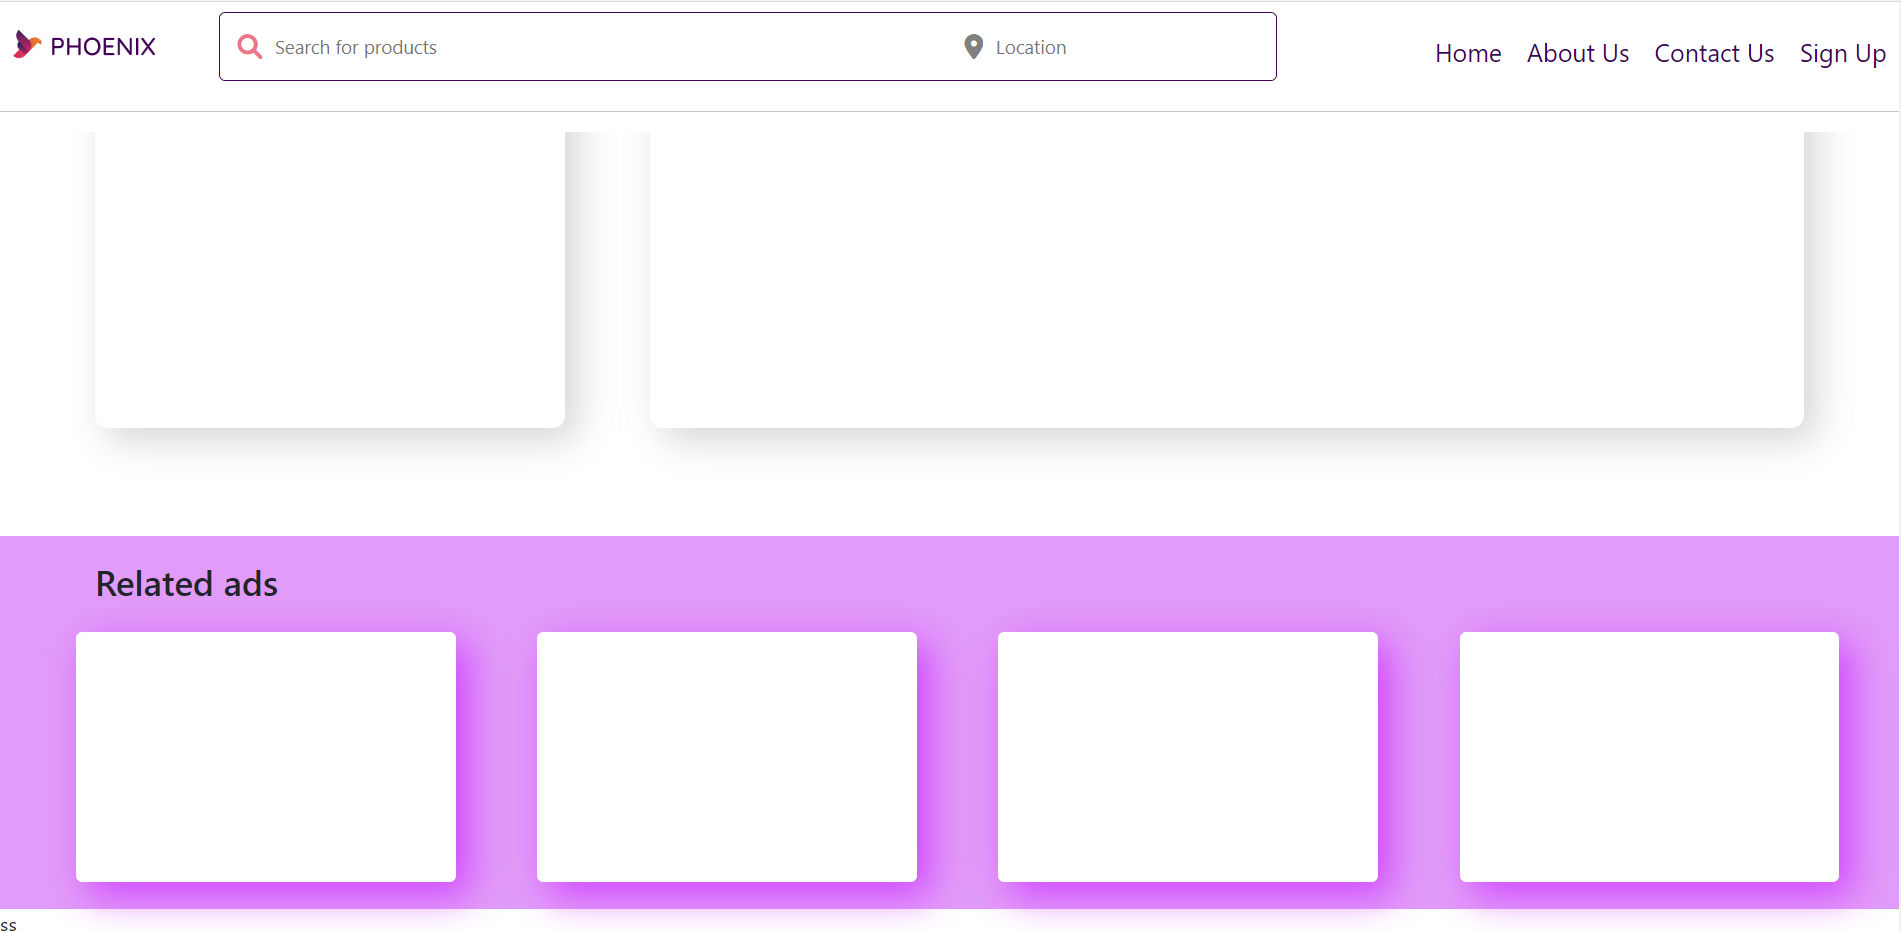 PHOENIX
Search for products
Location
Home
About Us
Contact Us
Sign Up
Related ads
ss